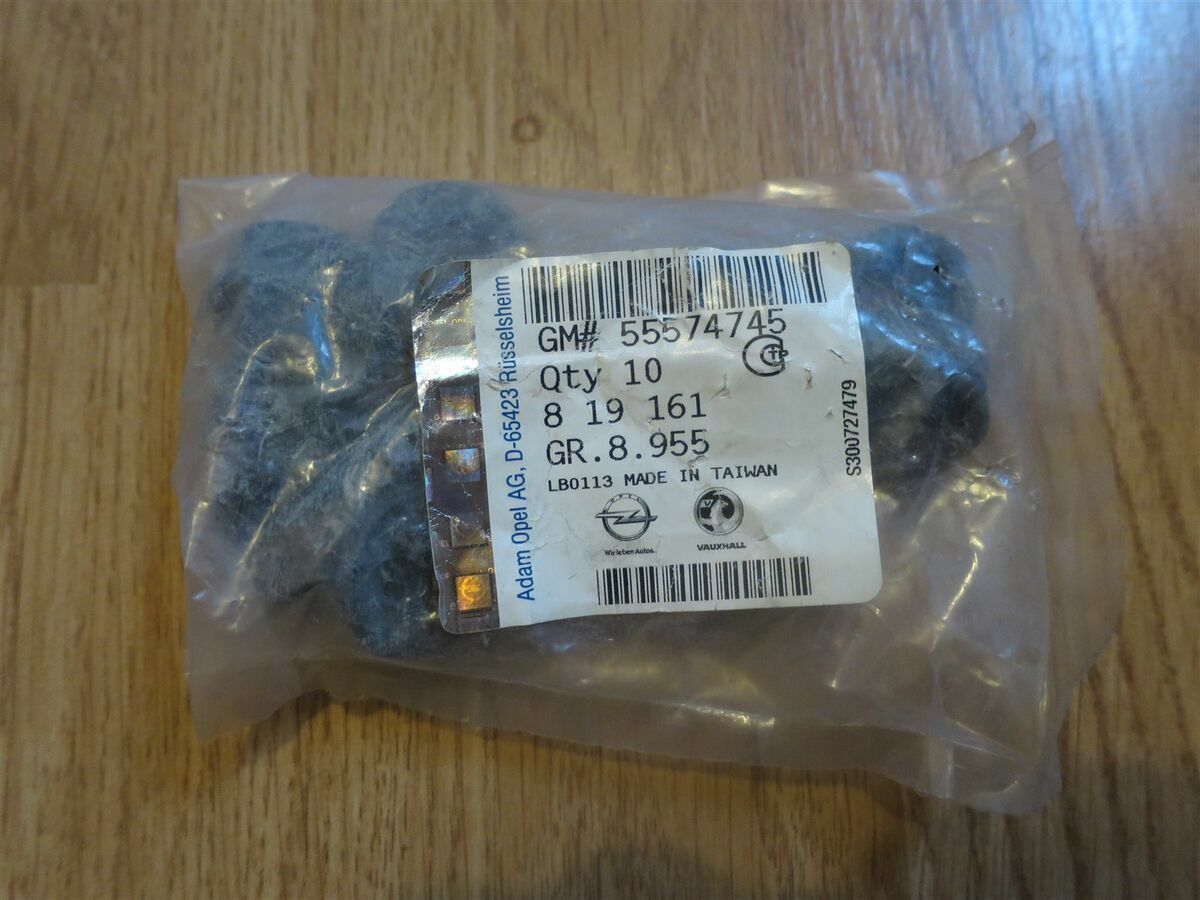 Adam Opel AG, D-65423 Rüsselsheim
GM# 55574745
Qty 10
8 19 161
GR.8.955
LB0113 MADE IN TAIWAN
OPEL
Wir leben Autos.
VAUXHALL
S300727479